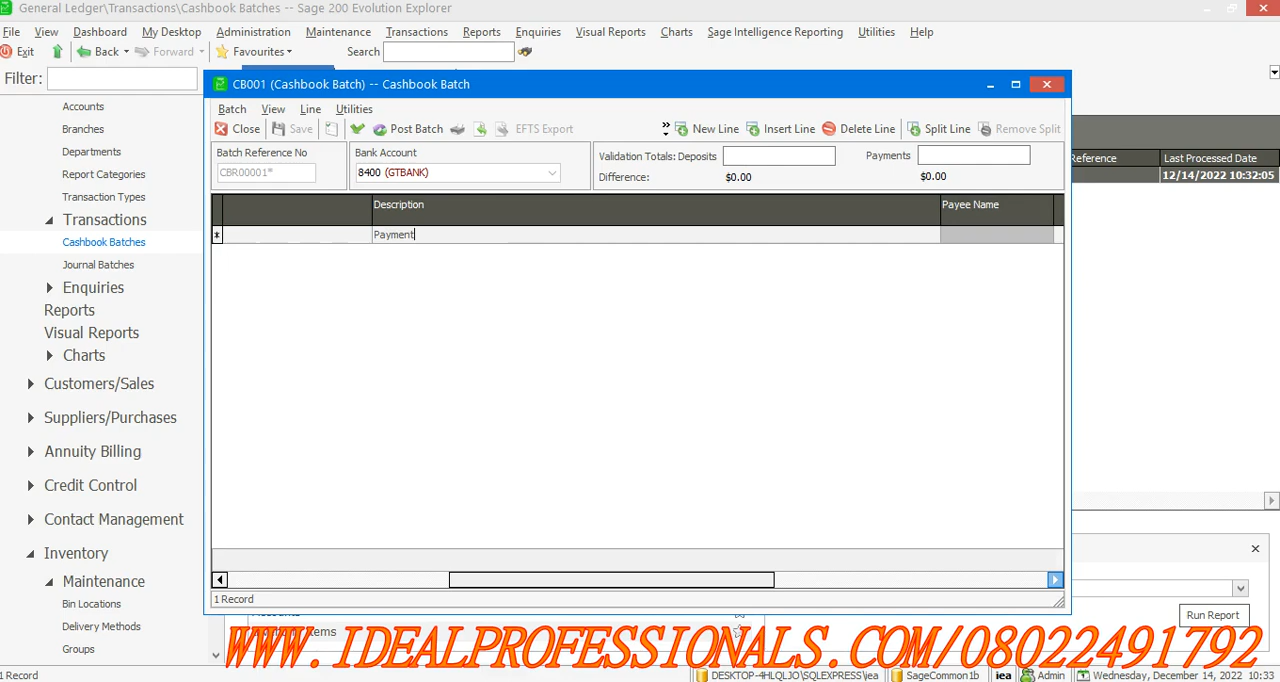 General Ledger\Transactions\Cashbook Batches -- Sage 200 Evolution Explorer
File View Dashboard My Desktop Administration Maintenance Transactions Reports Enquiries Visual Reports Charts Sage Intelligence Reporting Utilities Help
Exit Back Forward Favourites Search
Filter:
Accounts
Branches
Departments
Report Categories
Transaction Types
Transactions
Cashbook Batches
Journal Batches
Enquiries
Reports
Visual Reports
Charts
Customers/Sales
Suppliers/Purchases
Annuity Billing
Credit Control
Contact Management
Inventory
Maintenance
Bin Locations
Delivery Methods
Groups
CB001 (Cashbook Batch) -- Cashbook Batch
Batch View Line Utilities
Close Save Post Batch EFTS Export New Line Insert Line Delete Line Split Line Remove Split
Batch Reference No
CBR00001*
Bank Account
8400 (GTBANK)
Validation Totals: Deposits Payments
Difference: $0.00 $0.00
Description Payee Name
* Payment
1 Record
Reference Last Processed Date
12/14/2022 10:32:05
Run Report
WWW. IDEALPROFESSIONALS. COM/08022491792
1 Record DESKTOP-4HLQLJO\SQLEXPRESS\iea SageCommon1b iea Admin Wednesday, December 14, 2022 10:33